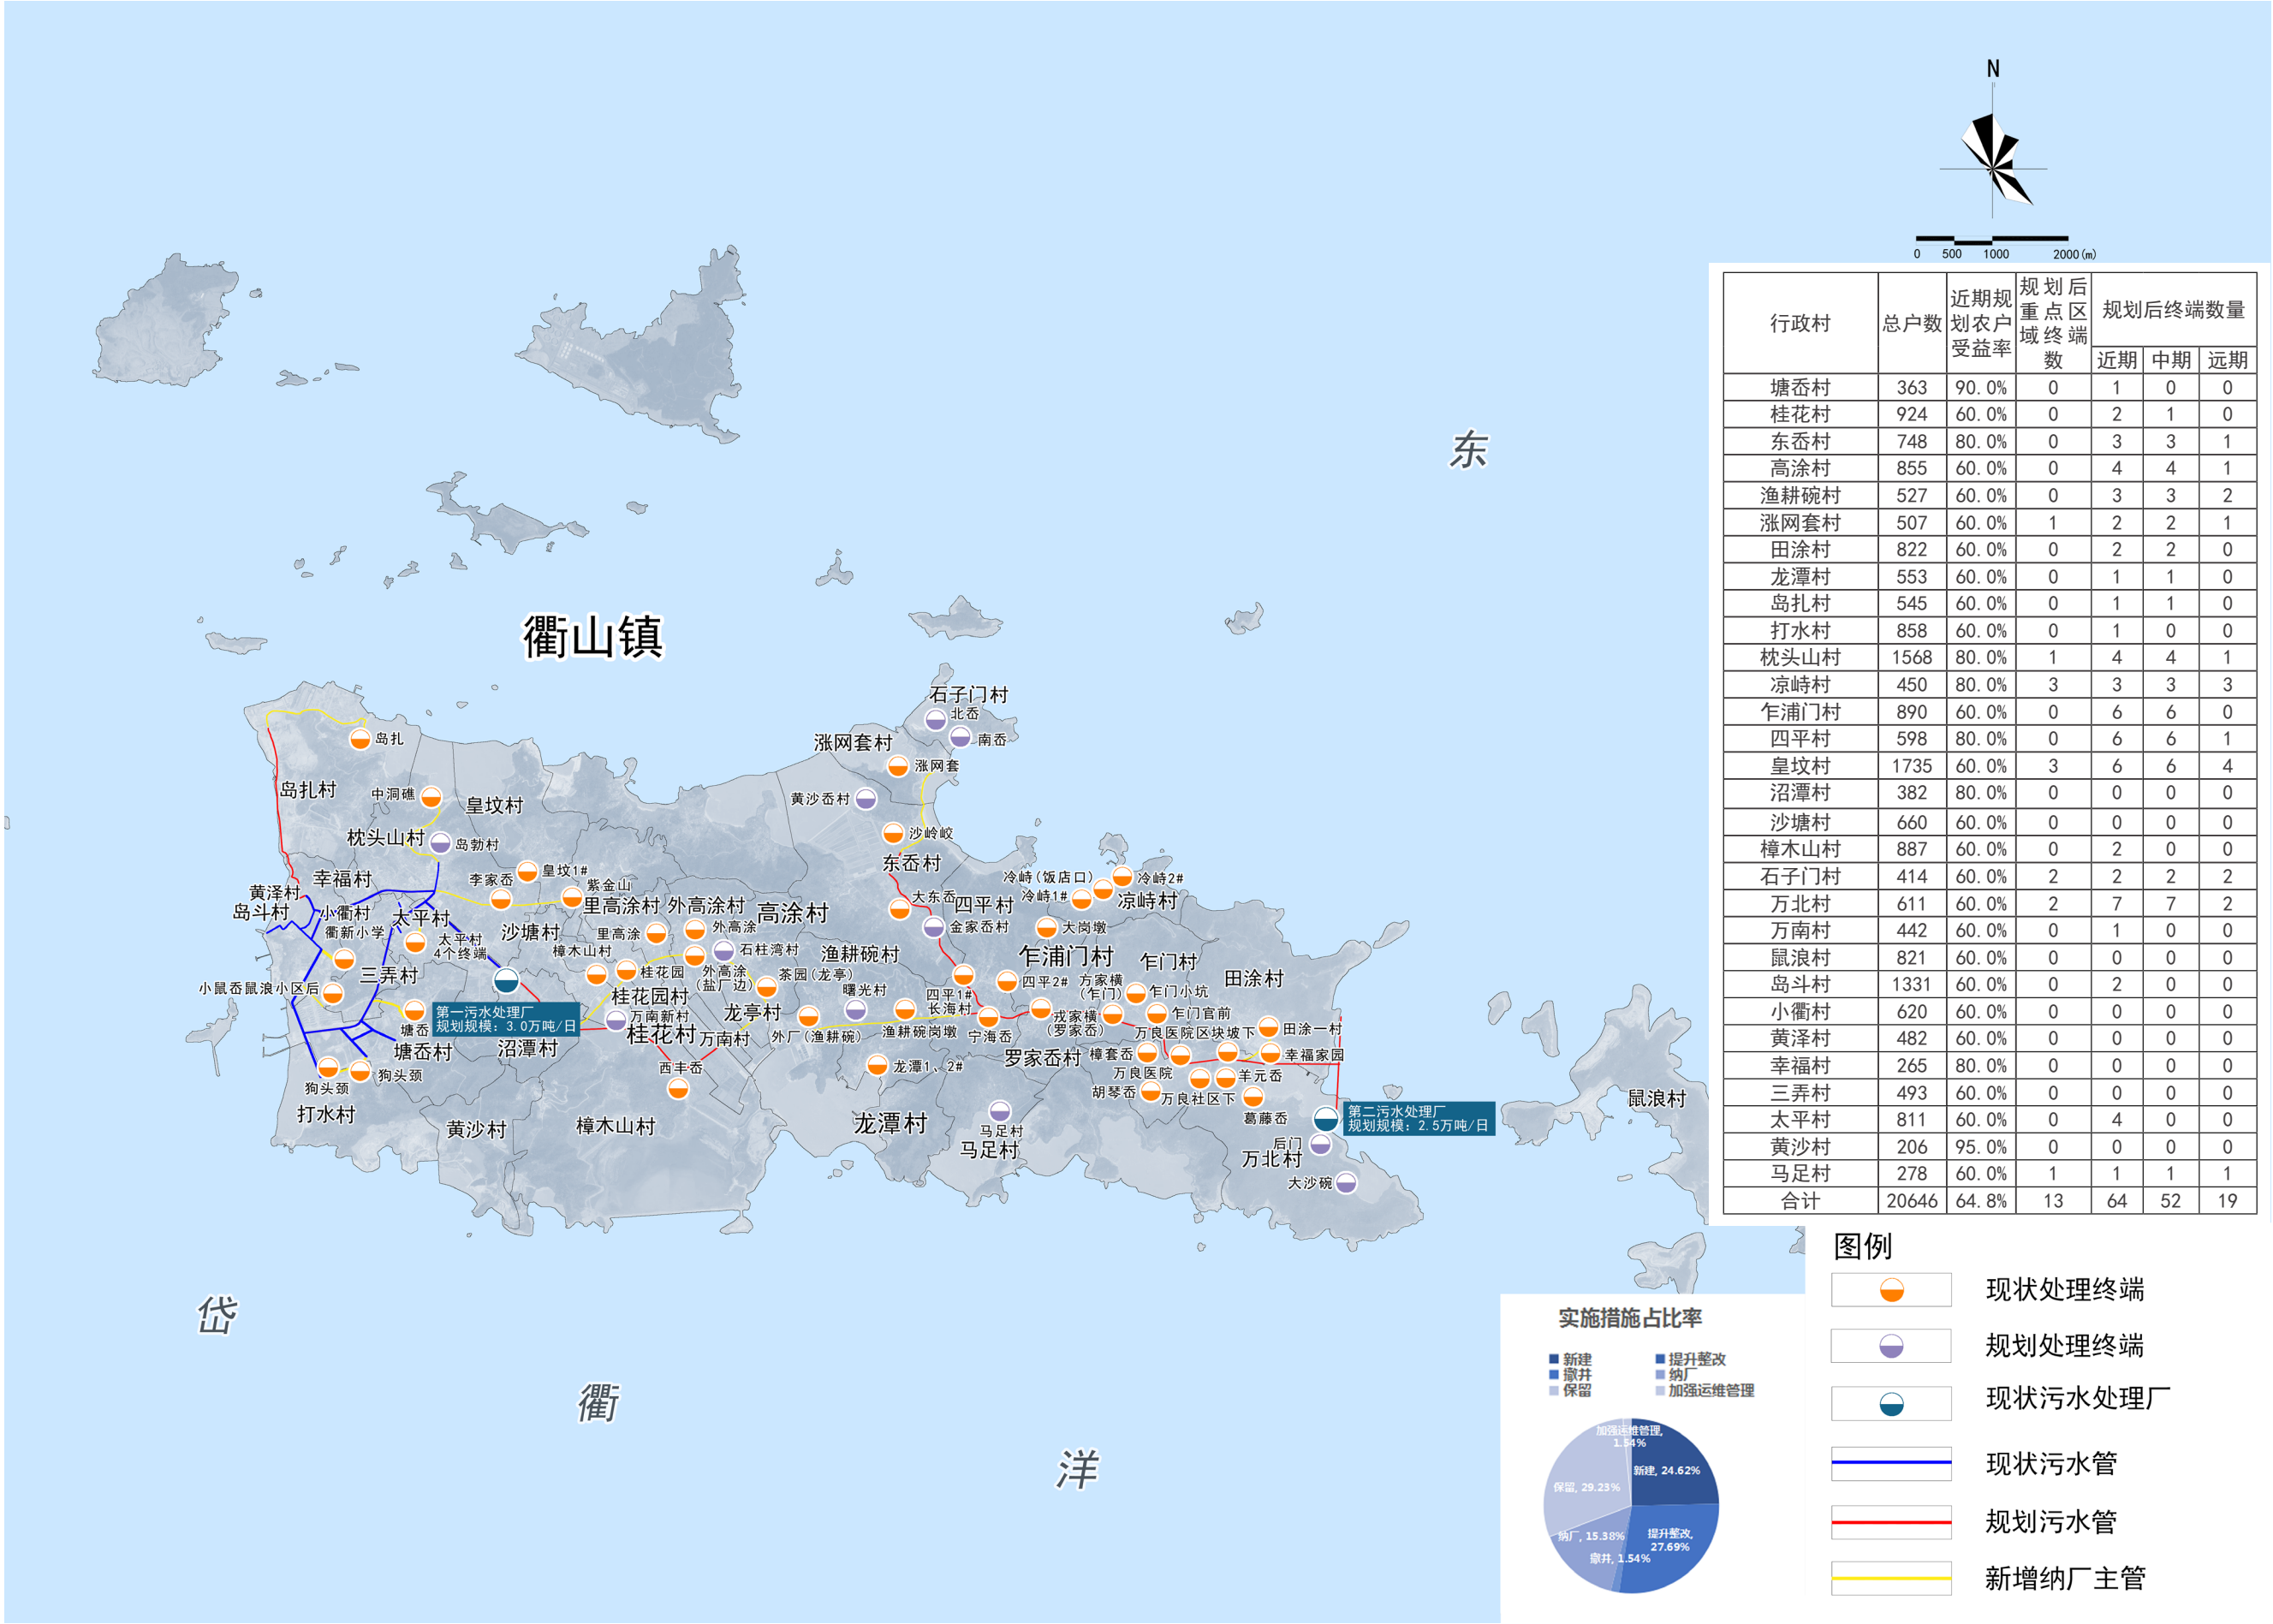 N
0 500 1000 2000(m)
东
衢山镇
岱
衢
洋
行政村 总户数 近期规划农户受益率 规划后重点区域终端数 规划后终端数量
近期 中期 远期
塘岙村 363 90.0% 0 1 0 0
桂花村 924 60.0% 0 2 1 0
东岙村 748 80.0% 0 3 3 1
高涂村 855 60.0% 0 4 4 1
渔耕碗村 527 60.0% 0 3 3 2
涨网套村 507 60.0% 1 2 2 1
田涂村 822 60.0% 0 2 2 0
龙潭村 553 60.0% 0 1 1 0
岛扎村 545 60.0% 0 1 1 0
打水村 858 60.0% 0 1 0 0
枕头山村 1568 80.0% 1 4 4 1
凉峙村 450 80.0% 3 3 3 3
乍浦门村 890 60.0% 0 6 6 0
四平村 598 80.0% 0 6 6 1
皇坟村 1735 60.0% 3 6 6 4
沼潭村 382 80.0% 0 0 0 0
沙塘村 660 60.0% 0 0 0 0
樟木山村 887 60.0% 0 2 0 0
石子门村 414 60.0% 2 2 2 2
万北村 611 60.0% 2 7 7 2
万南村 442 60.0% 0 1 0 0
鼠浪村 821 60.0% 0 0 0 0
岛斗村 1331 60.0% 0 2 0 0
小衢村 620 60.0% 0 0 0 0
黄泽村 482 60.0% 0 0 0 0
幸福村 265 80.0% 0 0 0 0
三弄村 493 60.0% 0 0 0 0
太平村 811 60.0% 0 4 0 0
黄沙村 206 95.0% 0 0 0 0
马足村 278 60.0% 1 1 1 1
合计 20646 64.8% 13 64 52 19
石子门村
北岙
南岙
涨网套村
涨网套
黄沙岙村
沙岭岐
东岙村
大东岙
四平村
金家岙村
冷峙(饭店口)
冷峙2#
冷峙1#
凉峙村
大岗墩
岛扎
岛扎村
中洞礁
皇坟村
枕头山村
岛勃村
皇坟1#
李家岙
紫金山
幸福村
黄泽村
岛斗村
小衢村
衢新小学
太平村
太平村
4个终端
沙塘村
里高涂村
外高涂村
高涂村
里高涂
外高涂
樟木山村
桂花园
外高涂
(盐厂边)
石柱湾村
茶园(龙亭)
渔耕碗村
曙光村
三弄村
小鼠岙鼠浪小区后
塘岙
塘岙村
第一污水处理厂
规划规模: 3.0万吨/日
沼潭村
桂花园村
万南新村
桂花村
万南村
龙亭村
外厂(渔耕碗)
渔耕碗岗墩
四平1#
长海村
宁海岙
四平2#
乍浦门村
乍门村
田涂村
方家横
(乍门)
乍门小坑
戎家横
(罗家岙)
乍门官前
万良医院区块坡下
田涂一村
幸福家园
罗家岙村
樟套岙
万良医院
羊元岙
胡琴岙
万良社区下
葛藤岙
西丰岙
龙潭1、2#
龙潭村
马足村
马足村
狗头颈
狗头颈
打水村
黄沙村
樟木山村
第二污水处理厂
规划规模: 2.5万吨/日
后门
万北村
大沙碗
鼠浪村
实施措施占比率
新建 提升整改
撤并 纳厂
保留 加强运维管理
加强运维管理, 1.54%
新建, 24.62%
保留, 29.23%
提升整改, 27.69%
纳厂, 15.38%
撤并, 1.54%
图例
现状处理终端
规划处理终端
现状污水处理厂
现状污水管
规划污水管
新增纳厂主管